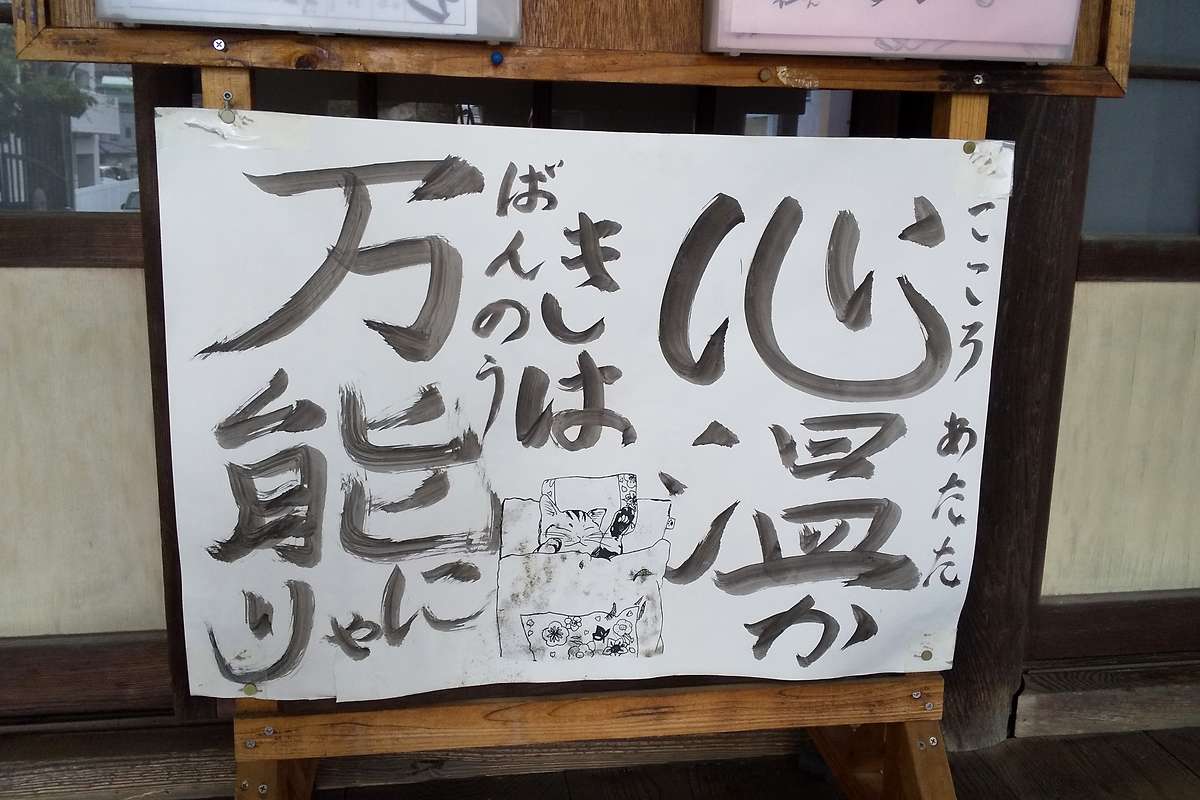 こころ あたた
心温か
きは
ばんのう
万能
にゃり